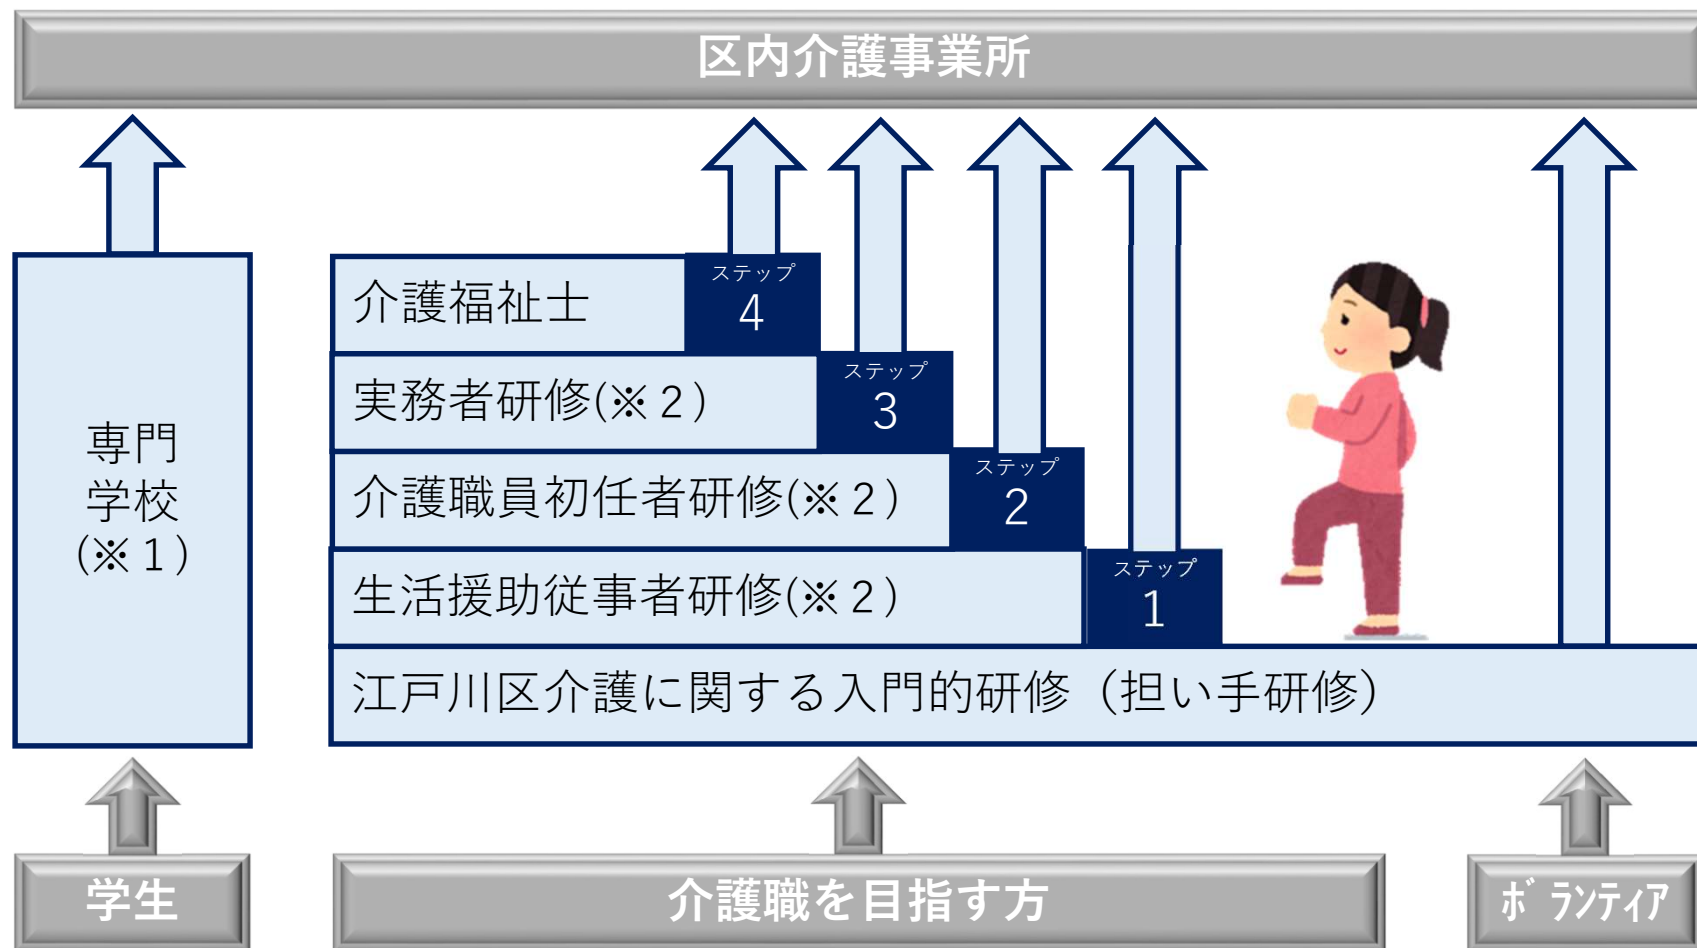 区内介護事業所
専門
学校
(※1)
ステップ
4
介護福祉士
ステップ
3
実務者研修(※2)
ステップ
2
介護職員初任者研修(※2)
ステップ
1
生活援助従事者研修(※2)
江戸川区介護に関する入門的研修（担い手研修）
学生
介護職を目指す方
ﾎﾞﾗﾝﾃｨｱ